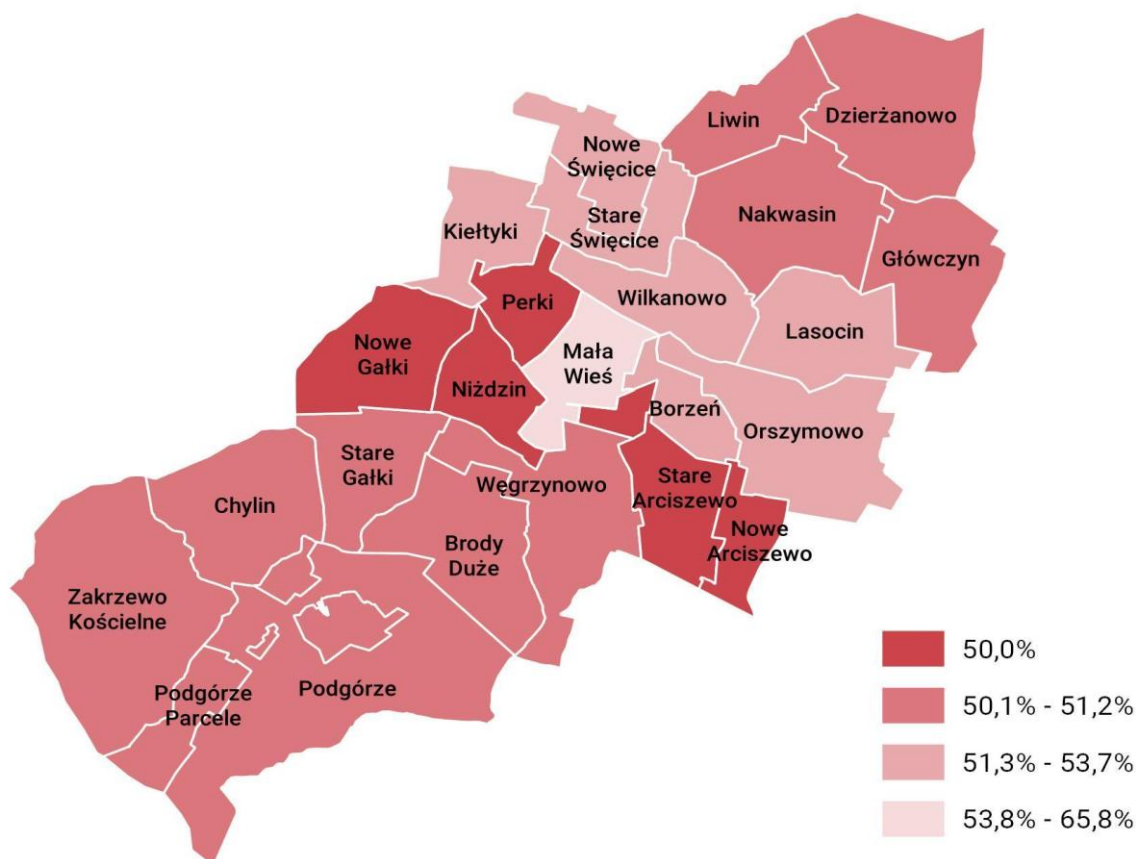 Liwin
Dzierżanowo
Nowe
Święcice
Stare
Święcice
Nakwasin
Kiełtyki
Główczyn
Perki
Wilkanowo
Lasocin
Nowe
Gałki
Mała
Wieś
Niżdzin
Borzeń
Orszymowo
Stare
Gałki
Węgrzynowo
Stare
Arciszewo
Chylin
Nowe
Arciszewo
Brody
Duże
Zakrzewo
Kościelne
Podgórze
Parcele
Podgórze
50,0%
50,1% - 51,2%
51,3% - 53,7%
53,8% - 65,8%